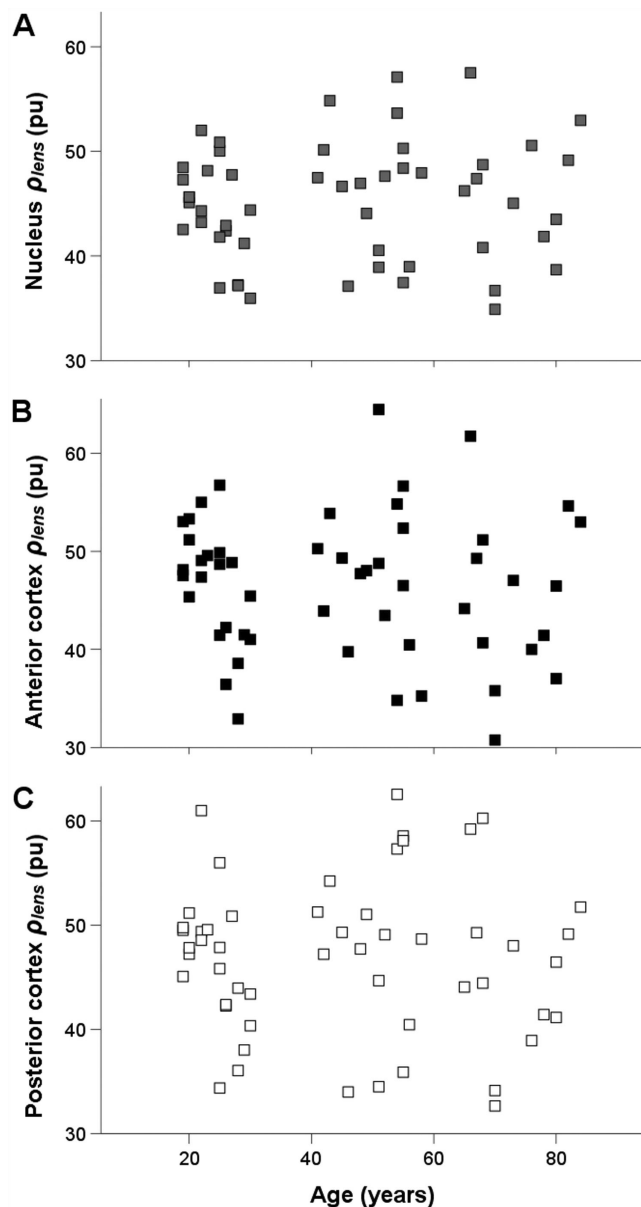 A
60
50
40
30
Nucleus ρlens (pu)
B
60
50
40
30
Anterior cortex ρlens (pu)
C
60
50
40
30
Posterior cortex ρlens (pu)
20 40 60 80
Age (years)